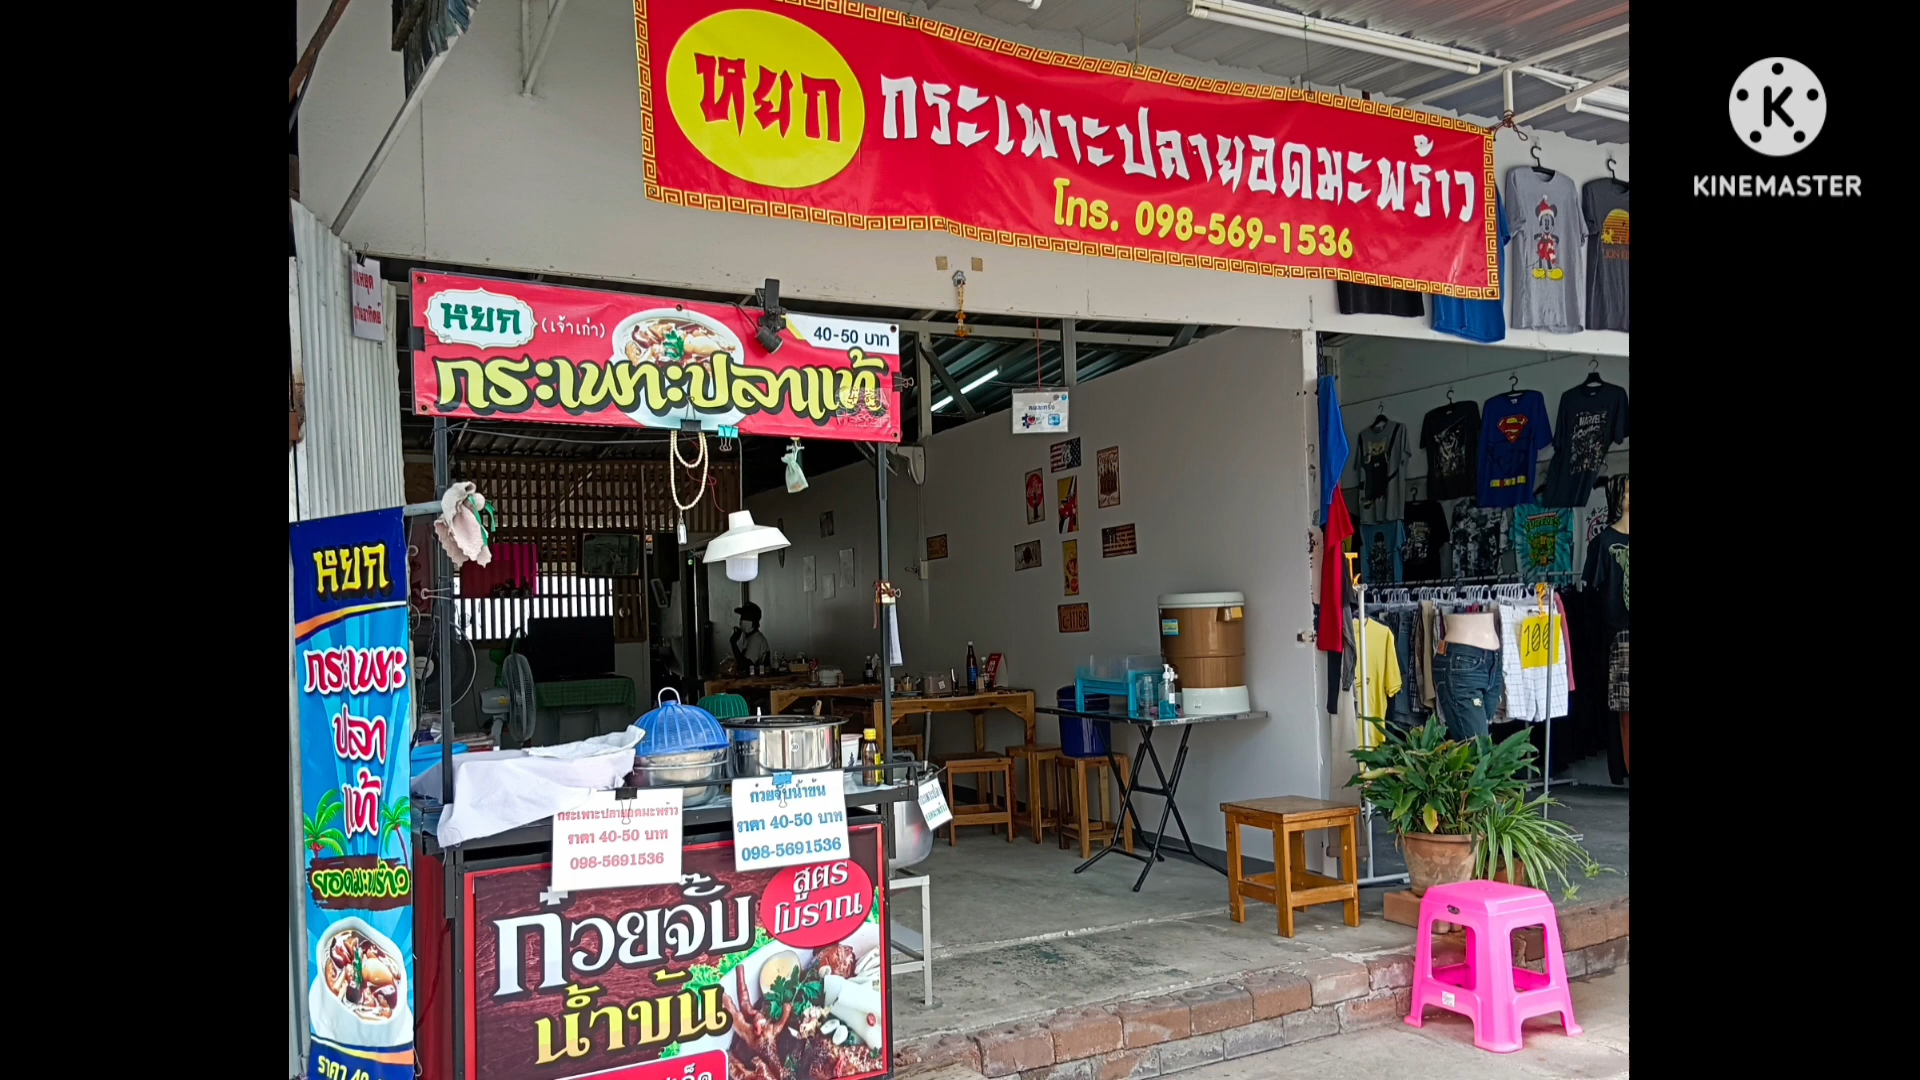 หยก กระเพาะปลายอดมะพร้าว
โทร. 098-569-1536
KINEMASTER
หยก (เจ้าเก่า)
40-50 บาท
กระเพาะปลาแท้
หยก
กระเพาะ
ปลา
แท้
ยอดมะพร้าว
ราคา 40
กระเพาะปลายอดมะพร้าว
ราคา 40-50 บาท
098-5691536
ก๋วยจั๊บน้ำข้น
ราคา 40-50 บาท
098-5691536
ก๋วยจั๊บ
น้ำข้น
สูตร
โบราณ
100
MARVEL